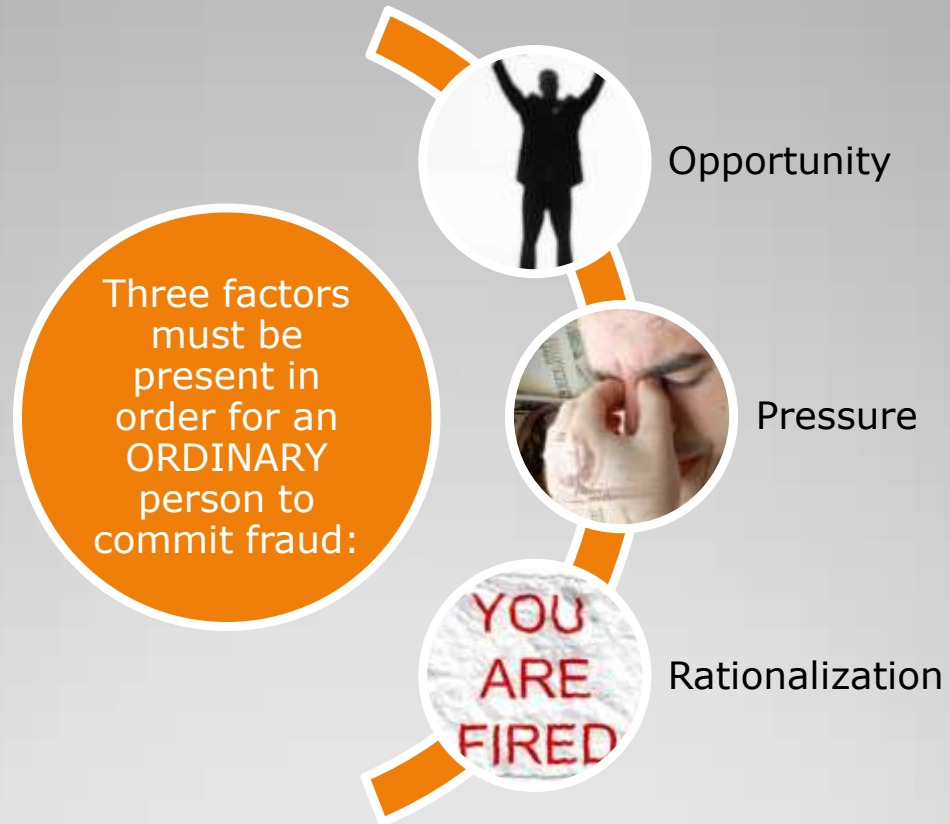 Three factors
must be
present in
order for an
ORDINARY
person to
commit fraud:
Opportunity
Pressure
YOU
ARE
FIRED
Rationalization